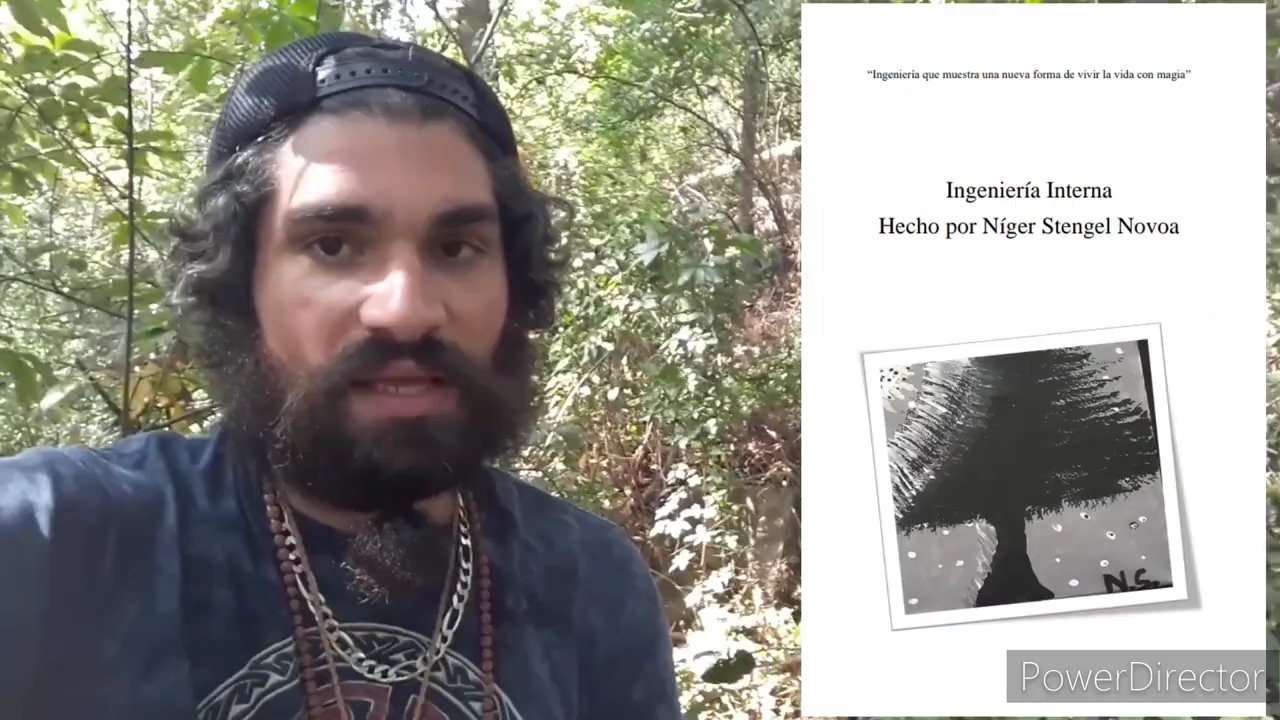 “Ingeniería que muestra una nueva forma de vivir la vida con magia”
Ingeniería Interna
Hecho por Níger Stengel Novoa
N.S.
PowerDirector